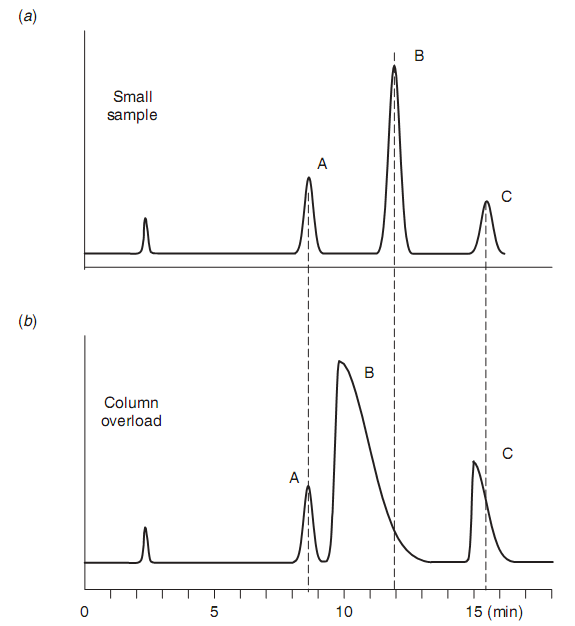 (a)
B
Small
sample
A
C
(b)
B
Column
overload
C
A
0 5 10 15 (min)